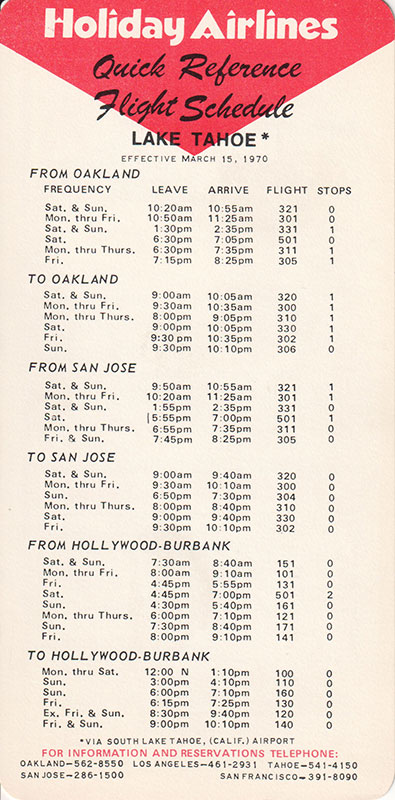 Holiday Airlines
Quick Reference
Flight Schedule
LAKE TAHOE*
EFFECTIVE MARCH 15, 1970
FROM OAKLAND
FREQUENCY LEAVE ARRIVE FLIGHT STOPS
Sat. & Sun. 10:20am 10:55am 321 0
Mon. thru Fri. 10:50am 11:25am 301 0
Sat. & Sun. 1:30pm 2:35pm 331 1
Sat. 6:30pm 7:05pm 501 0
Mon. thru Thurs. 6:30pm 7:35pm 311 1
Fri. 7:15pm 8:25pm 305 1
TO OAKLAND
Sat. & Sun. 9:00am 10:05am 320 1
Mon. thru Fri. 9:30am 10:35am 300 1
Mon. thru Thurs. 8:00pm 9:05pm 310 1
Sat. 9:00pm 10:05pm 330 1
Fri. 9:30pm 10:35pm 302 1
Sun. 9:30pm 10:10pm 306 0
FROM SAN JOSE
Sat. & Sun. 9:50am 10:55am 321 1
Mon. thru Fri. 10:20am 11:25am 301 1
Sat. & Sun. 1:55pm 2:35pm 331 0
Sat. 5:55pm 7:00pm 501 1
Mon. thru Thurs. 6:55pm 7:35pm 311 0
Fri. & Sun. 7:45pm 8:25pm 305 0
TO SAN JOSE
Sat. & Sun. 9:00am 9:40am 320 0
Mon. thru Fri. 9:30am 10:10am 300 0
Sun. 6:50pm 7:30pm 304 0
Mon. thru Thurs. 8:00pm 8:40pm 310 0
Sat. 9:00pm 9:40pm 330 0
Fri. 9:30pm 10:10pm 302 0
FROM HOLLYWOOD-BURBANK
Sat. & Sun. 7:30am 8:40am 151 0
Mon. thru Fri. 8:00am 9:10am 101 0
Fri. 4:45pm 5:55pm 131 0
Sat. 4:45pm 7:00pm 501 2
Sun. 4:30pm 5:40pm 161 0
Mon. thru Thurs. 6:00pm 7:10pm 121 0
Sun. 7:30pm 8:40pm 171 0
Fri. 8:00pm 9:10pm 141 0
TO HOLLYWOOD-BURBANK
Mon. thru Sat. 12:00 N 1:10pm 100 0
Sun. 3:00pm 4:10pm 110 0
Sun. 6:00pm 7:10pm 160 0
Fri. 6:15pm 7:25pm 130 0
Ex. Fri. & Sun. 8:30pm 9:40pm 120 0
Fri. & Sun. 9:00pm 10:10pm 140 0
*VIA SOUTH LAKE TAHOE, (CALIF.) AIRPORT
FOR INFORMATION AND RESERVATIONS TELEPHONE:
OAKLAND-562-8550 LOS ANGELES-461-2931 TAHOE-541-4150
SAN JOSE-286-1500 SAN FRANCISCO-391-8090